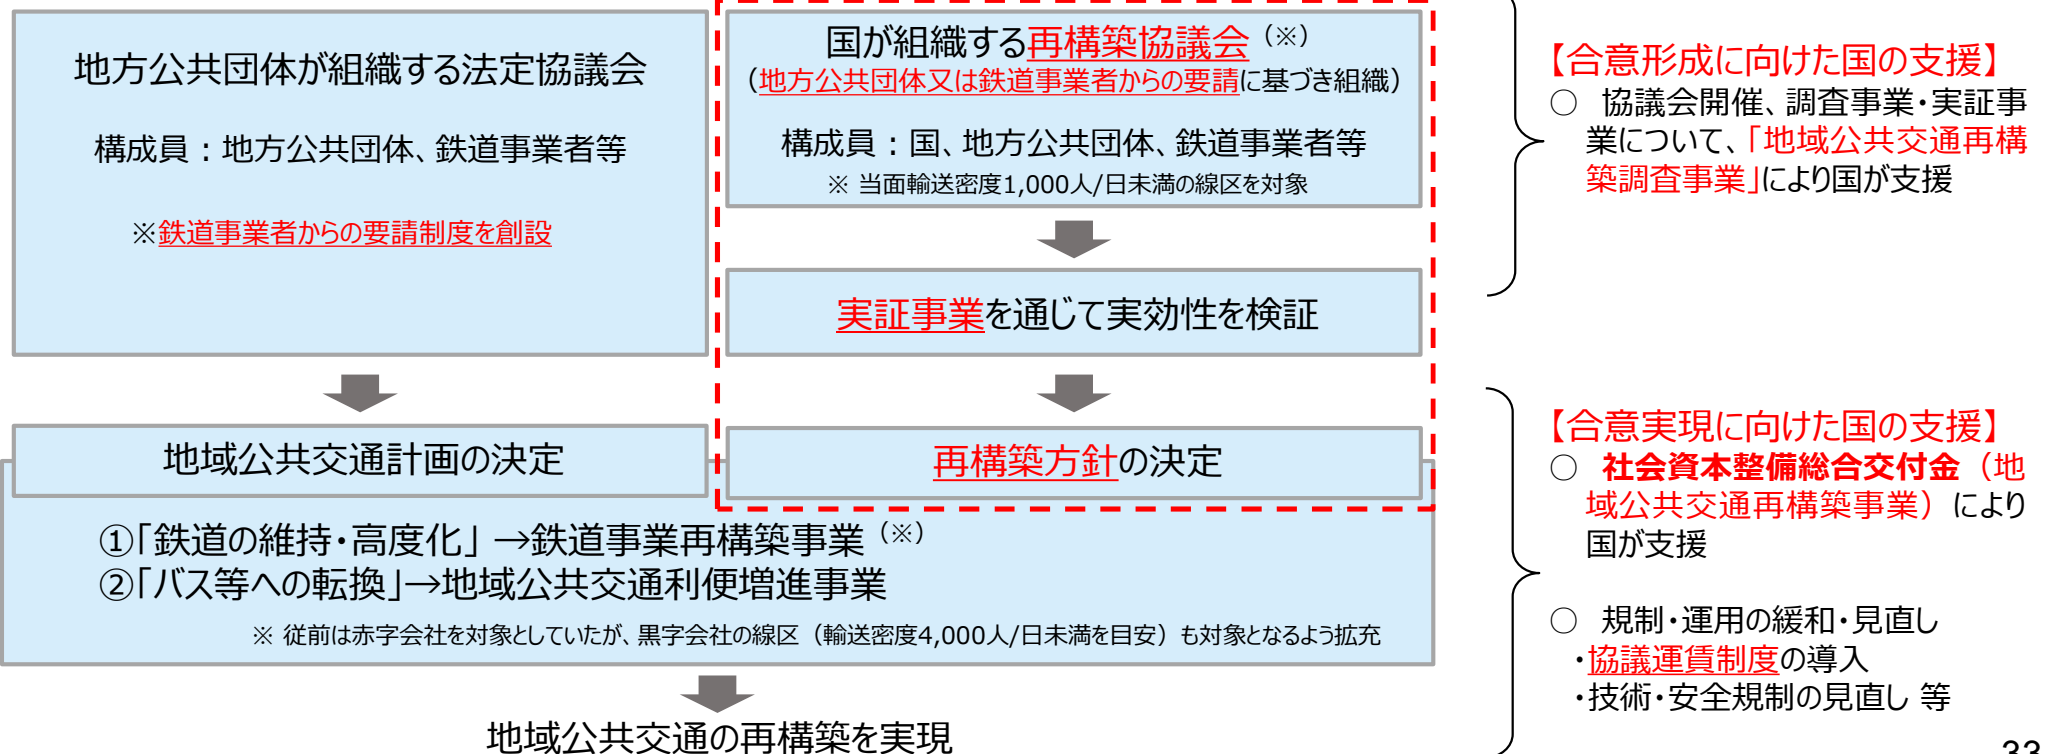 地方公共団体が組織する法定協議会
構成員：地方公共団体、鉄道事業者等
※鉄道事業者からの要請制度を創設
国が組織する再構築協議会（※）
（地方公共団体又は鉄道事業者からの要請に基づき組織）
構成員：国、地方公共団体、鉄道事業者等
※ 当面輸送密度1,000人/日未満の線区を対象
実証事業を通じて実効性を検証
地域公共交通計画の決定
再構築方針の決定
①「鉄道の維持・高度化」→鉄道事業再構築事業（※）
②「バス等への転換」→地域公共交通利便増進事業
※ 従前は赤字会社を対象としていたが、黒字会社の線区（輸送密度4,000人/日未満を目安）も対象となるよう拡充
地域公共交通の再構築を実現
【合意形成に向けた国の支援】
○ 協議会開催、調査事業・実証事
業について、「地域公共交通再構
築調査事業」により国が支援
【合意実現に向けた国の支援】
○ 社会資本整備総合交付金（地
域公共交通再構築事業）により
国が支援
○ 規制・運用の緩和・見直し
・協議運賃制度の導入
・技術・安全規制の見直し 等
33